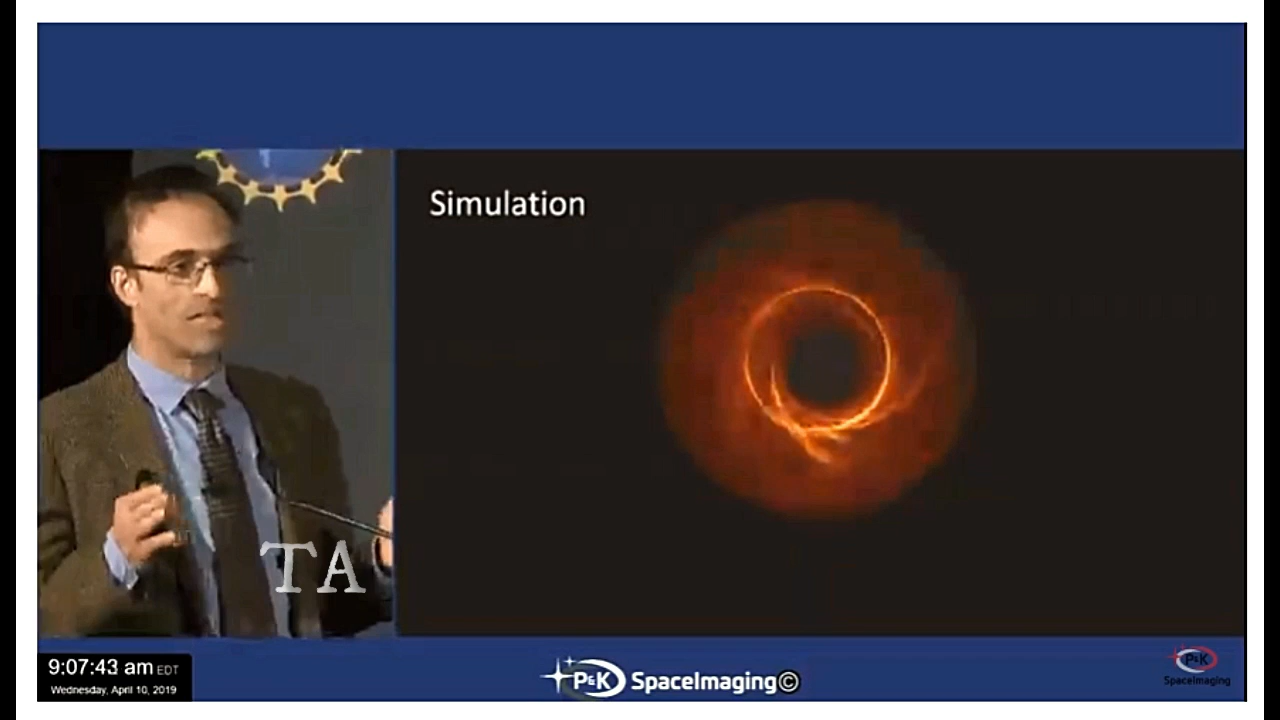 Simulation
TA
9:07:43 am EDT
Wednesday, April 10, 2019
P&K SpaceImaging©
P&K
SpaceImaging